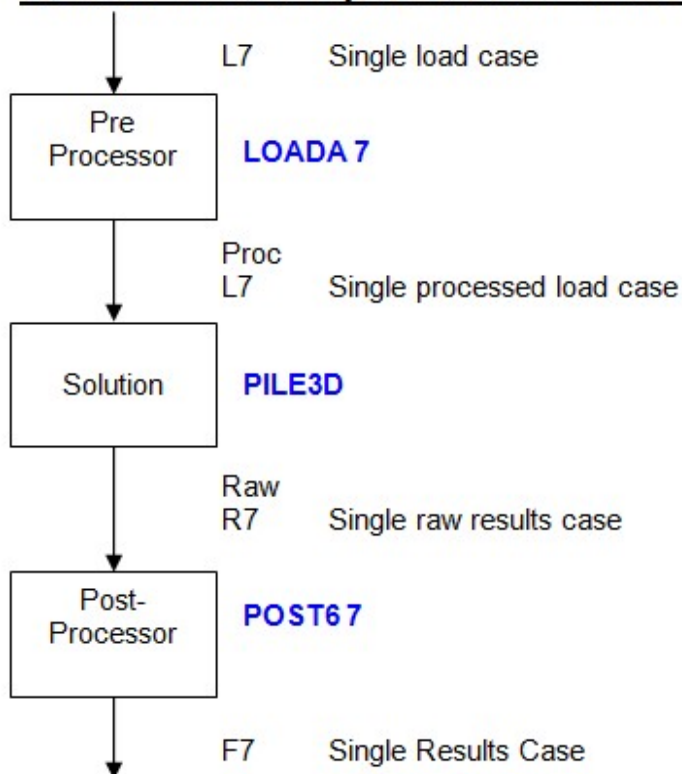 L7 Single load case
Pre
Processor
LOADA 7
Proc
L7 Single processed load case
Solution
PILE3D
Raw
R7 Single raw results case
Post-
Processor
POST6 7
F7 Single Results Case